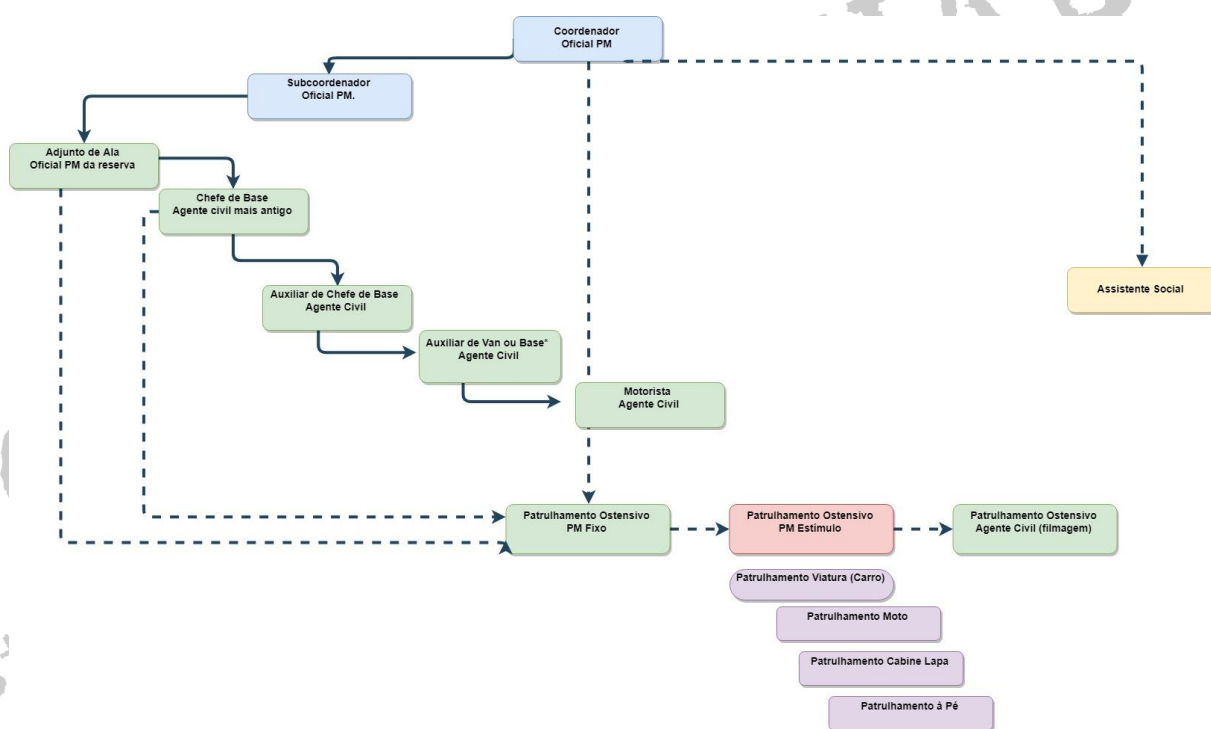 Coordenador
Oficial PM
Subcoordenador
Oficial PM.
Adjunto de Ala
Oficial PM da reserva
Chefe de Base
Agente civil mais antigo
Assistente Social
Auxiliar de Chefe de Base
Agente Civil
Auxiliar de Van ou Base*
Agente Civil
Motorista
Agente Civil
Patrulhamento Ostensivo
PM Fixo
Patrulhamento Ostensivo
PM Estimulo
Patrulhamento Ostensivo
Agente Civil (filmagem)
Patrulhamento Viatura (Carro)
Patrulhamento Moto
Patrulhamento Cabine Lapa
Patrulhamento à Pé